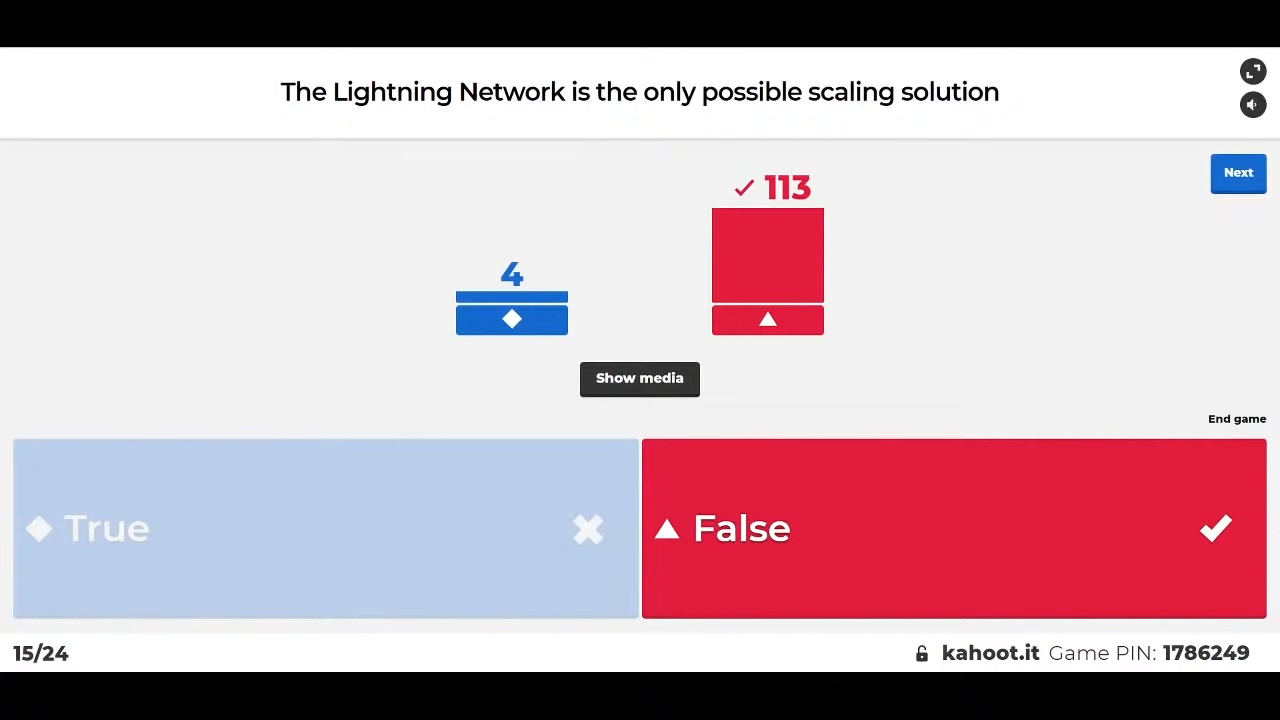 The Lightning Network is the only possible scaling solution
Next
113
4
Show media
End game
True
False
15/24
kahoot.it Game PIN: 1786249